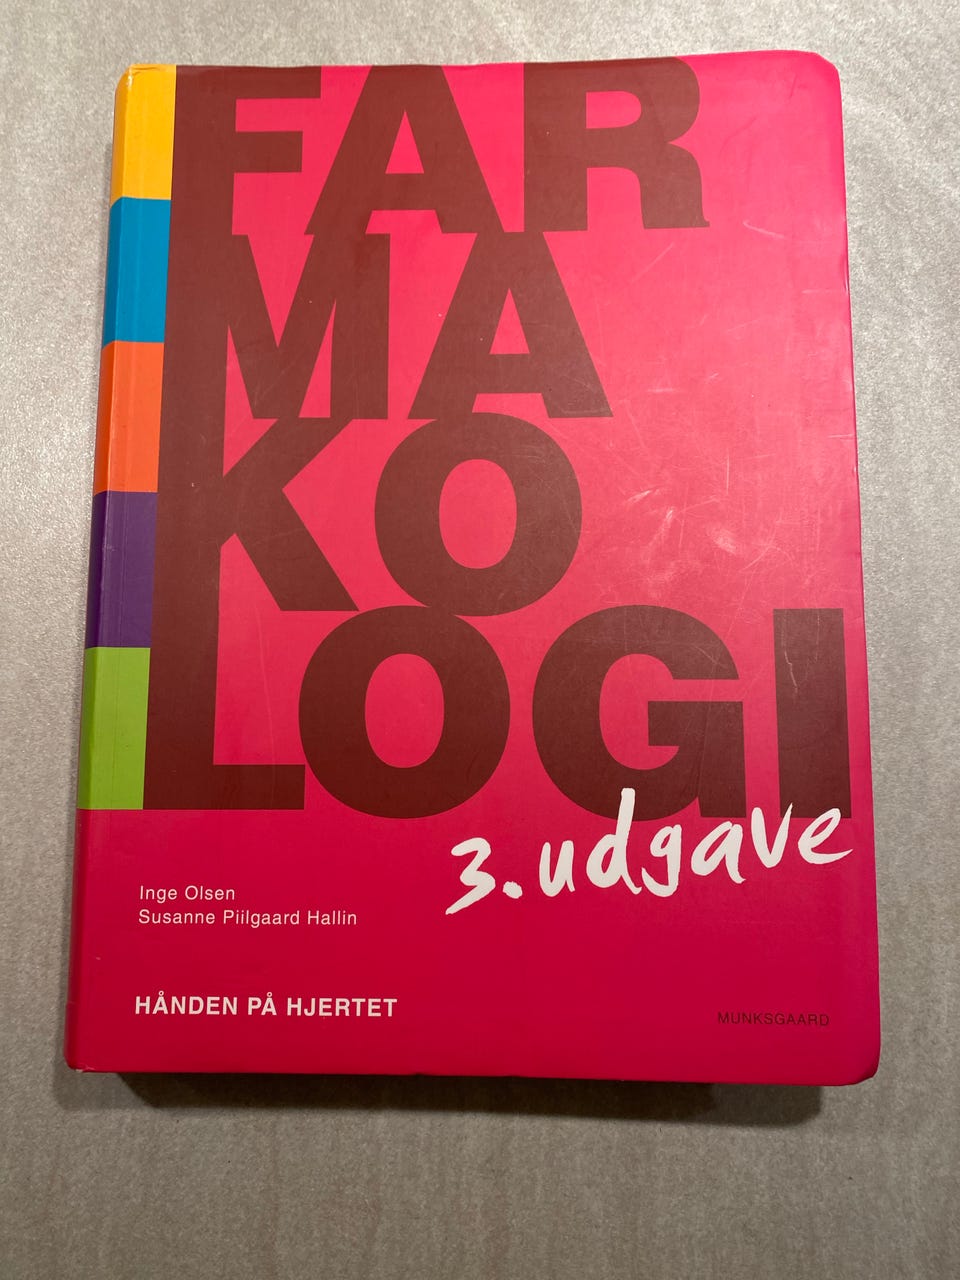 FAR
MA
KO
LOGI
3. udgave
Inge Olsen
Susanne Piilgaard Hallin
HÅNDEN PÅ HJERTET
MUNKSGAARD